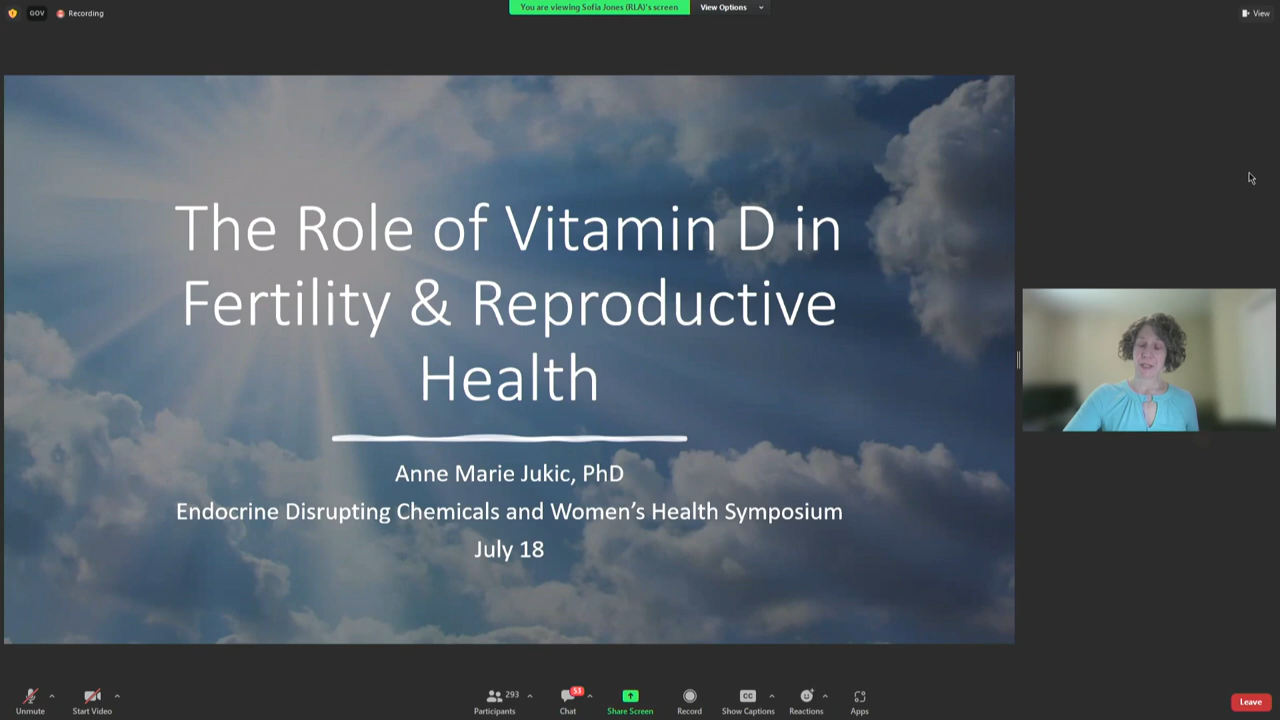 GOV
Recording
You are viewing Sofia Jones (RLA)'s screen
View Options
View
The Role of Vitamin D in
Fertility & Reproductive
Health
Anne Marie Jukic, PhD
Endocrine Disrupting Chemicals and Women's Health Symposium
July 18
Unmute
Start Video
293
Participants
53
Chat
Share Screen
Record
CC
Show Captions
Reactions
Apps
Leave